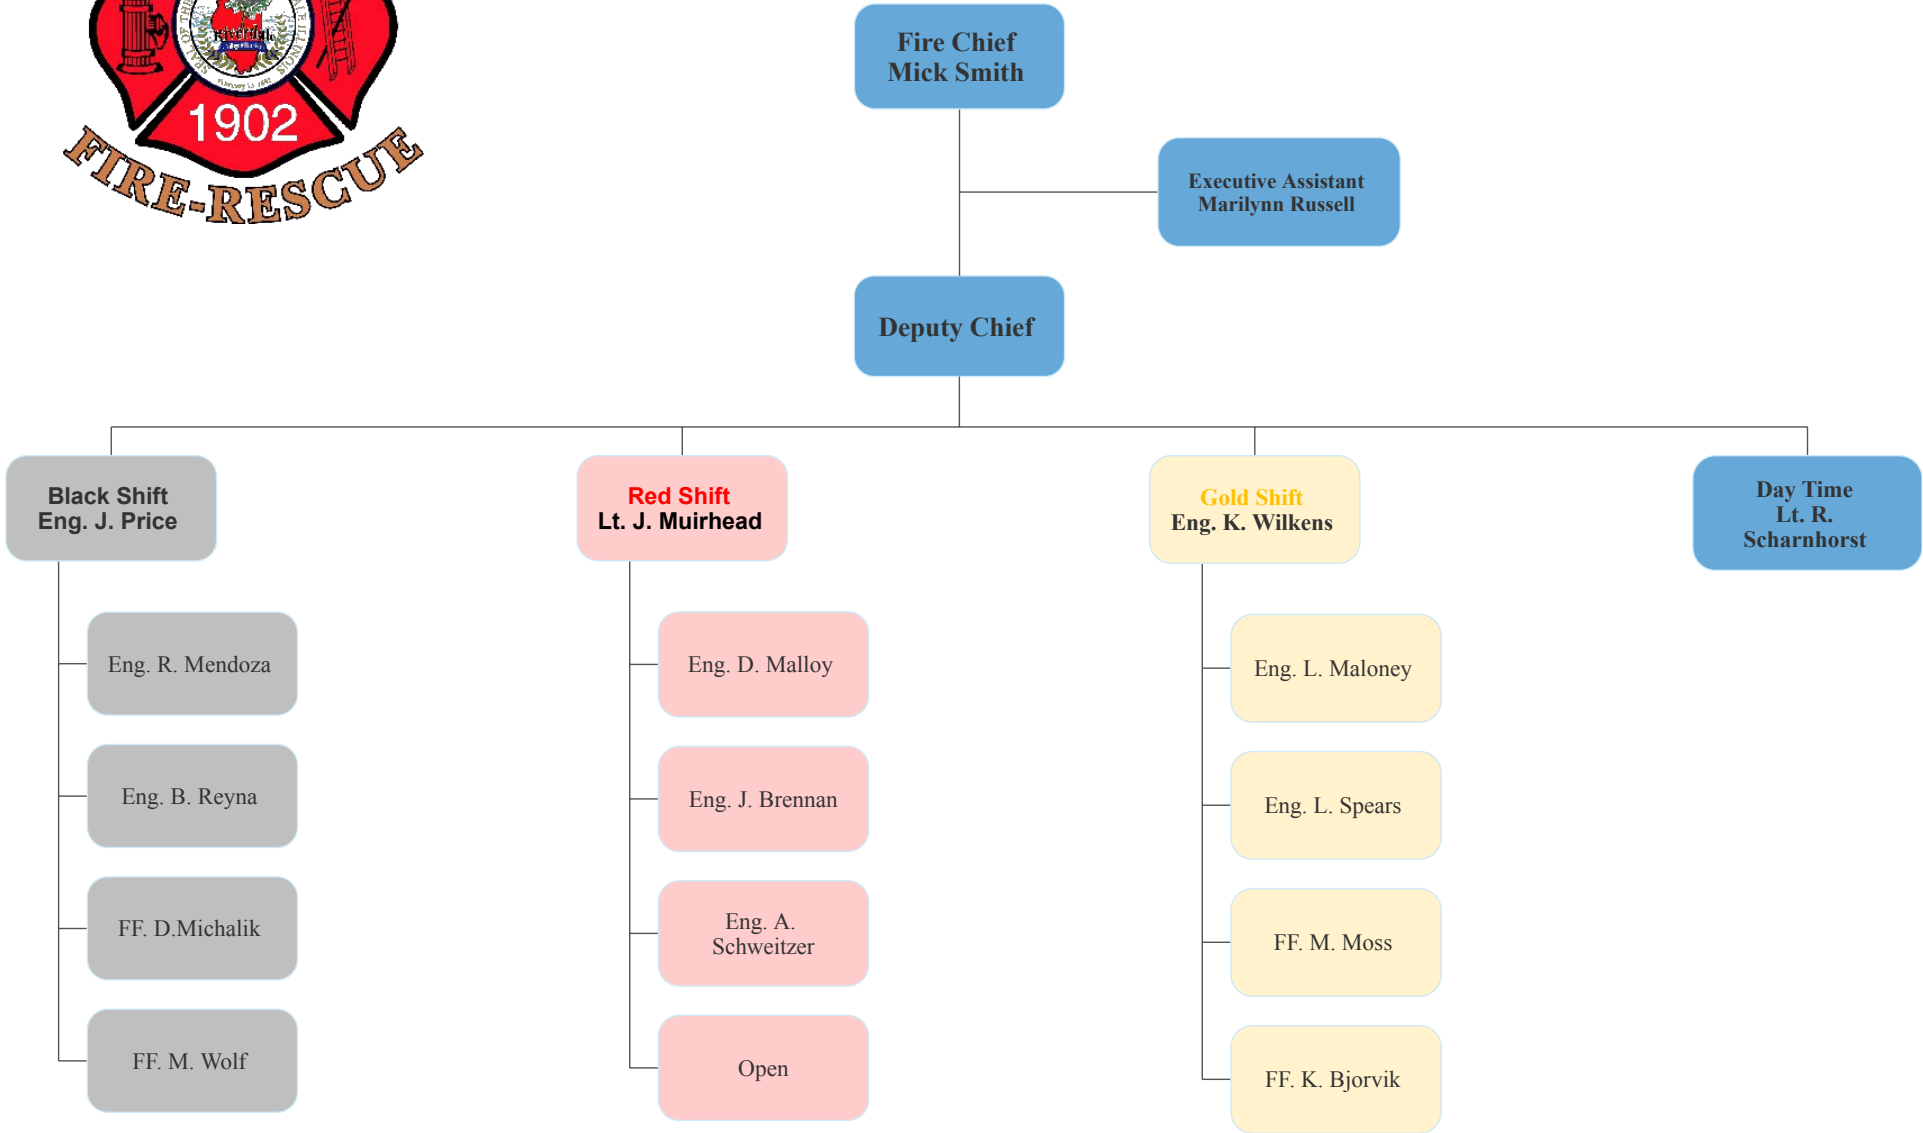 Riverdale
1902
FIRE-RESCUE
Fire Chief
Mick Smith
Executive Assistant
Marilynn Russell
Deputy Chief
Black Shift
Eng. J. Price
Eng. R. Mendoza
Eng. B. Reyna
FF. D.Michalik
FF. M. Wolf
Red Shift
Lt. J. Muirhead
Eng. D. Malloy
Eng. J. Brennan
Eng. A.
Schweitzer
Open
Gold Shift
Eng. K. Wilkens
Eng. L. Maloney
Eng. L. Spears
FF. M. Moss
FF. K. Bjorvik
Day Time
Lt. R.
Scharnhorst